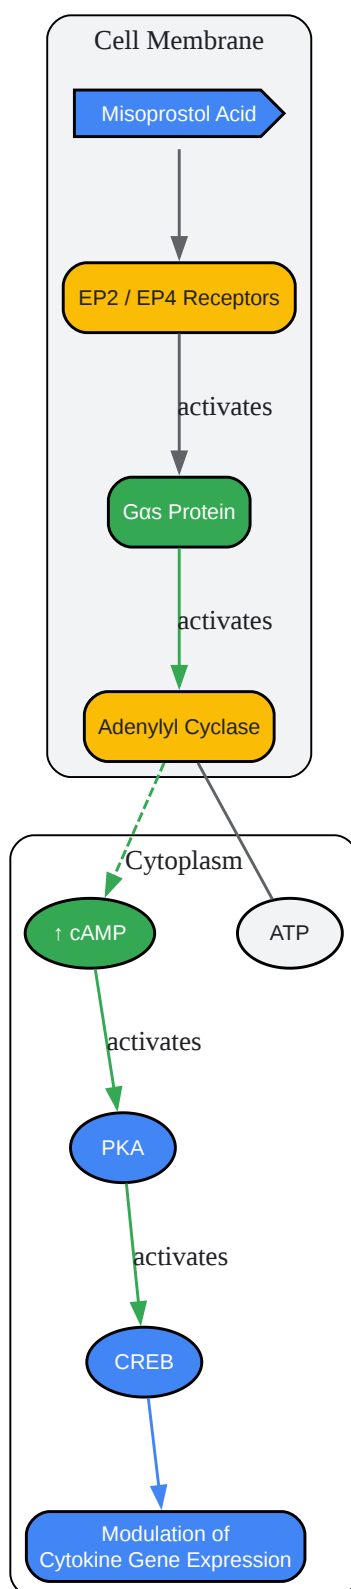 Cell Membrane
Misoprostol Acid
EP2 / EP4 Receptors
activates
Gαs Protein
activates
Adenylyl Cyclase
Cytoplasm
↑ cAMP
ATP
activates
PKA
activates
CREB
Modulation of
Cytokine Gene Expression